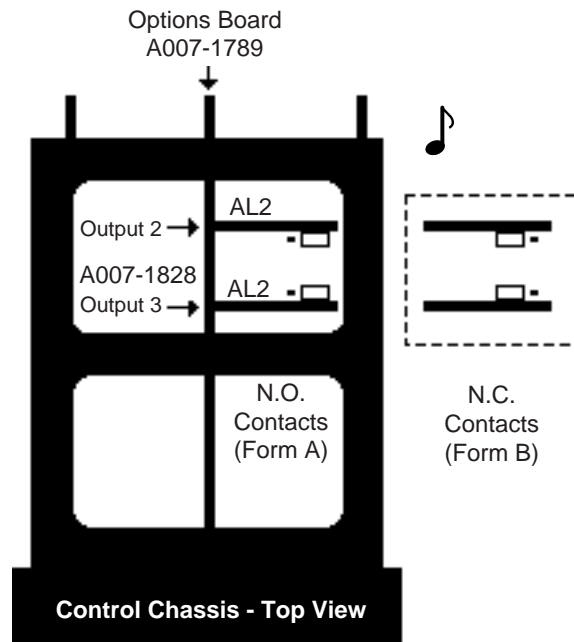 Options Board
A007-1789
AL2
Output 2
A007-1828
AL2
Output 3
N.O.
Contacts
(Form A)
N.C.
Contacts
(Form B)
Control Chassis - Top View